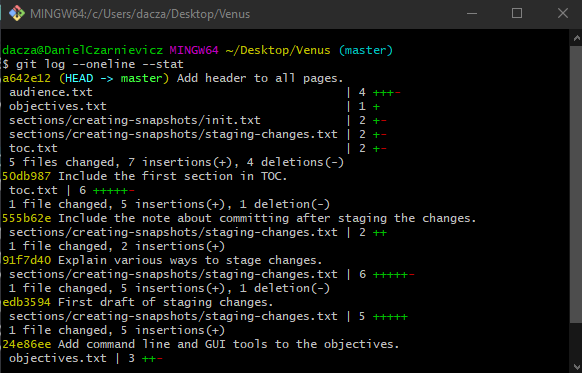 MINGW64:/c/Users/dacza/Desktop/Venus
dacza@DanielCzarnievicz MINGW64 ~/Desktop/Venus (master)
$ git log --oneline --stat
a642e12 (HEAD -> master) Add header to all pages.
 audience.txt                                | 4 +++-
 objectives.txt                              | 1 +
 sections/creating-snapshots/init.txt        | 2 +-
 sections/creating-snapshots/staging-changes.txt | 2 +-
 toc.txt                                     | 2 +-
 5 files changed, 7 insertions(+), 4 deletions(-)
50db987 Include the first section in TOC.
 toc.txt | 6 +++++-
 1 file changed, 5 insertions(+), 1 deletion(-)
555b62e Include the note about committing after staging the changes.
 sections/creating-snapshots/staging-changes.txt | 2 ++
 1 file changed, 2 insertions(+)
91f7d40 Explain various ways to stage changes.
 sections/creating-snapshots/staging-changes.txt | 6 +++++-
 1 file changed, 5 insertions(+), 1 deletion(-)
edb3594 First draft of staging changes.
 sections/creating-snapshots/staging-changes.txt | 5 +++++
 1 file changed, 5 insertions(+)
24e86ee Add command line and GUI tools to the objectives.
 objectives.txt | 3 ++-